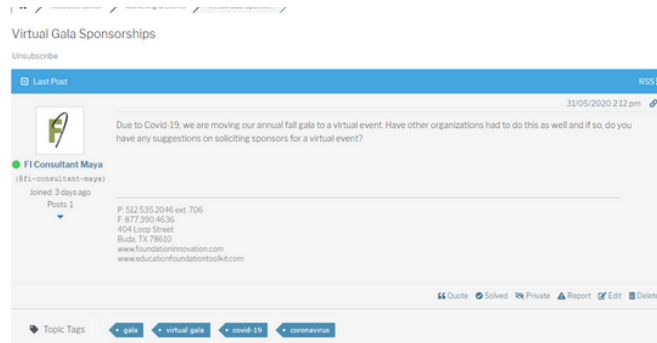 Virtual Gala Sponsorships
Unsubscribe
Last Post
RSS
31/05/2020 2:12 pm
Due to Covid-19, we are moving our annual fall gala to a virtual event. Have other organizations had to do this as well and if so, do you
have any suggestions on soliciting sponsors for a virtual event?
FI Consultant Maya
(@fi-consultant-maya)
Joined: 3 days ago
Posts: 1
P: 512.535.2046 ext. 706
F: 877.390.4636
404 Loop Street
Buda, TX 78610
www.foundationinnovation.com
www.educationfoundationtoolkit.com
Quote Solved Private Report Edit Delete
Topic Tags gala virtual gala covid-19 coronavirus